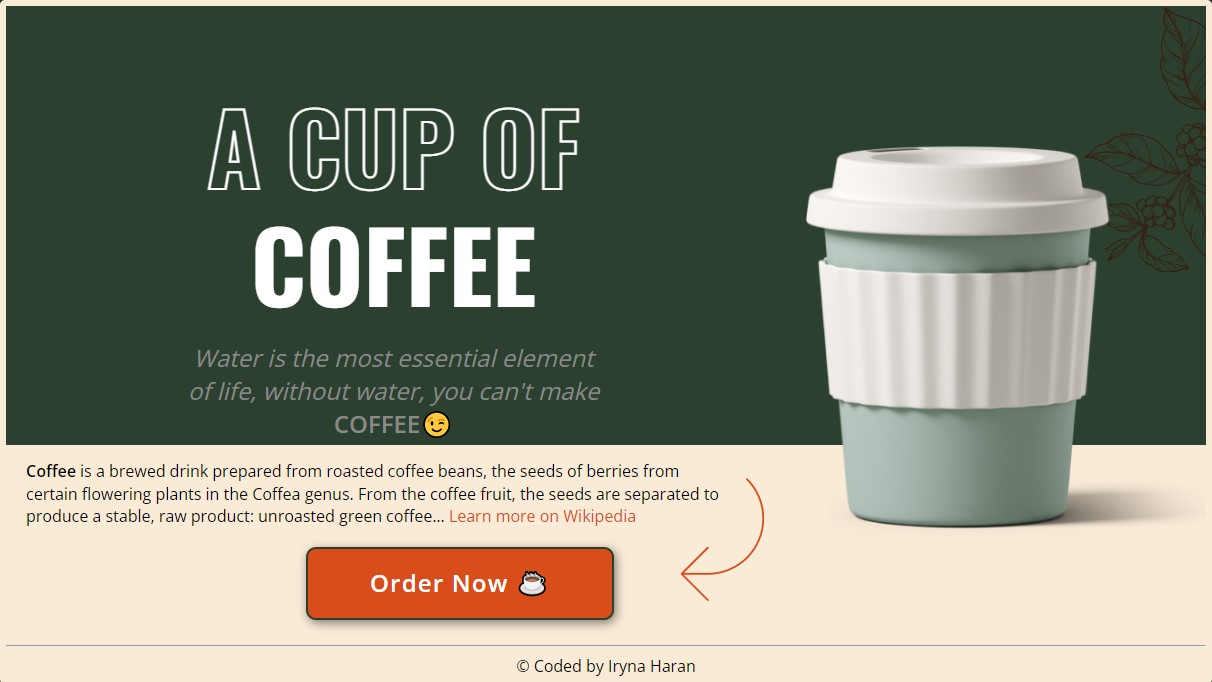 A CUP OF
COFFEE
Water is the most essential element
of life, without water, you can't make
COFFEE😉
Coffee is a brewed drink prepared from roasted coffee beans, the seeds of berries from
certain flowering plants in the Coffea genus. From the coffee fruit, the seeds are separated to
produce a stable, raw product: unroasted green coffee... Learn more on Wikipedia
Order Now ☕
© Coded by Iryna Haran